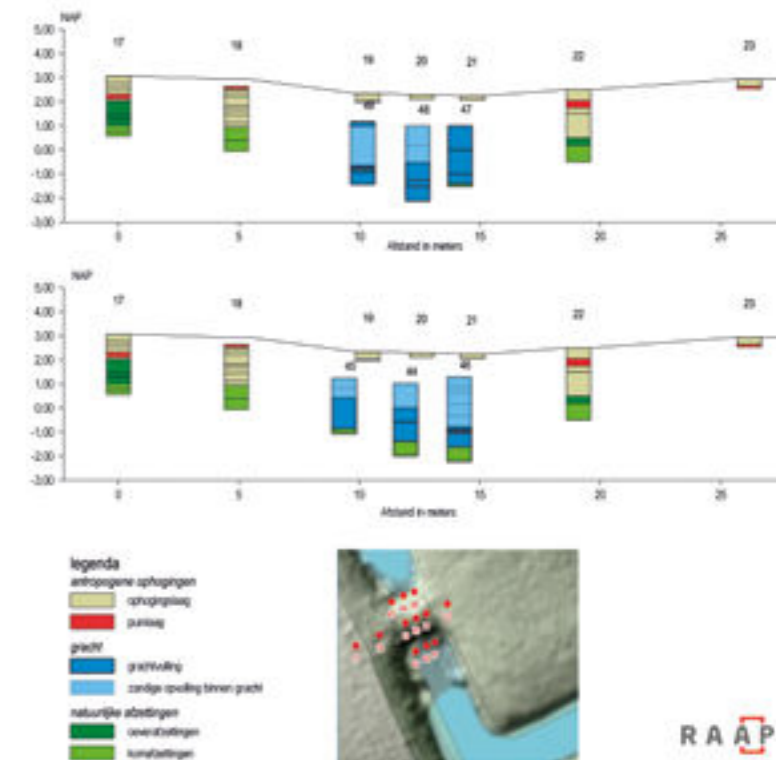 NAP
5.00
4.00
3.00
2.00
1.00
0.00
-1.00
-2.00
-3.00
17 18 19 20 21 22 23
48 47
0 5 10 15 20 25
Afstand in meters
NAP
5.00
4.00
3.00
2.00
1.00
0.00
-1.00
-2.00
-3.00
17 18 19 20 21 22 23
44
0 5 10 15 20 25
Afstand in meters
legenda
antropogene ophogingen
ophogingslaag
puinlaag
gracht
grachtvulling
zandige opvulling binnen gracht
natuurlijke afzettingen
oeverafzettingen
komafzettingen
RAAP